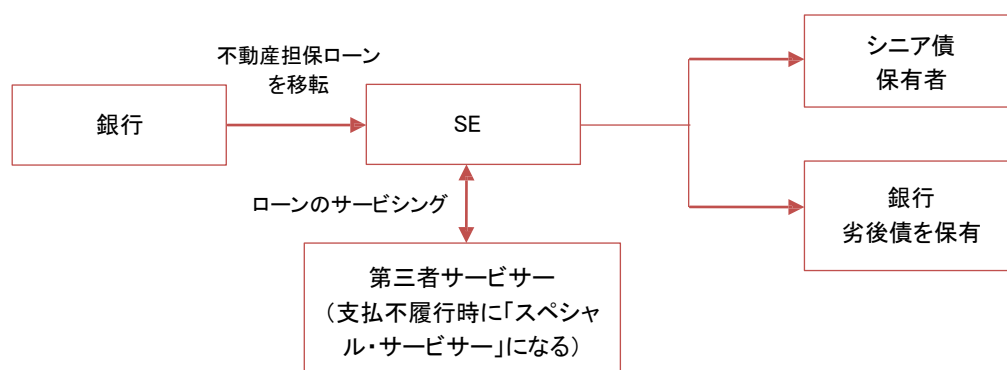 不動産担保ローン
を移転
銀行
SE
シニア債
保有者
ローンのサービシング
銀行
劣後債を保有
第三者サービサー
（支払不履行時に「スペシャ
ル・サービサー」になる）